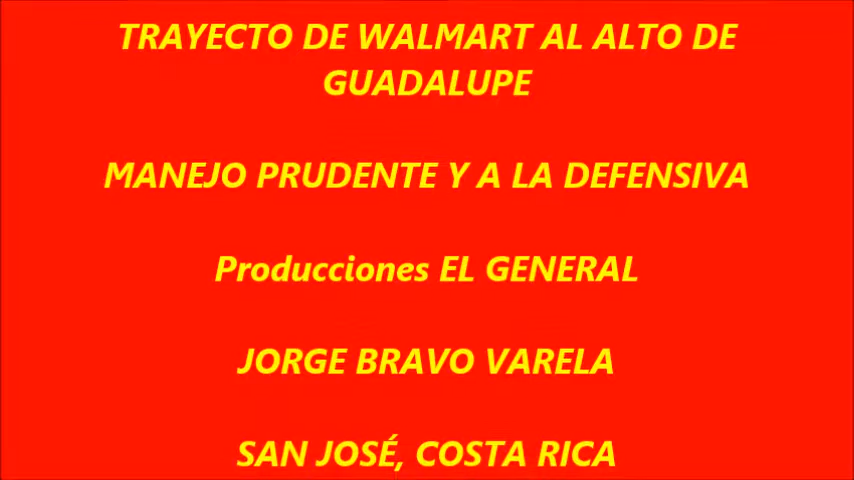 TRAYECTO DE WALMART AL ALTO DE
GUADALUPE
MANEJO PRUDENTE Y A LA DEFENSIVA
Producciones EL GENERAL
JORGE BRAVO VARELA
SAN JOSÉ, COSTA RICA